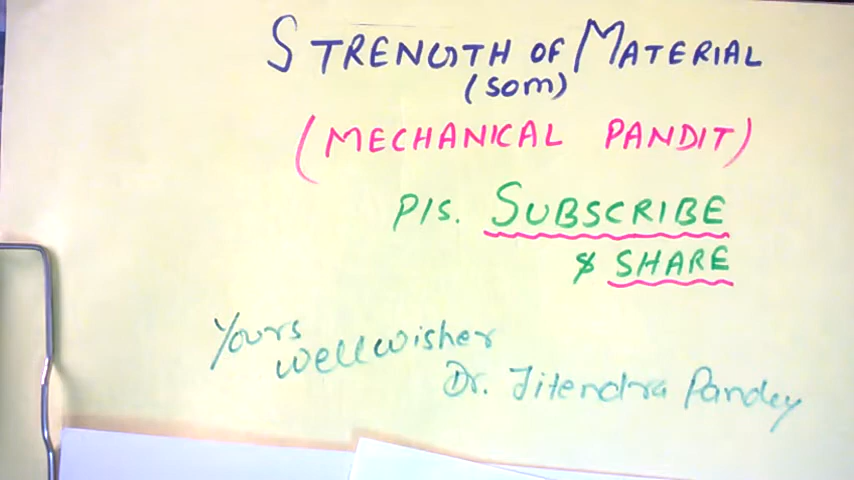 STRENGTH OF MATERIAL
(SOM)
(MECHANICAL PANDIT)
Pls. SUBSCRIBE
& SHARE
Yours
wellwisher
Dr. Jitendra Pandey